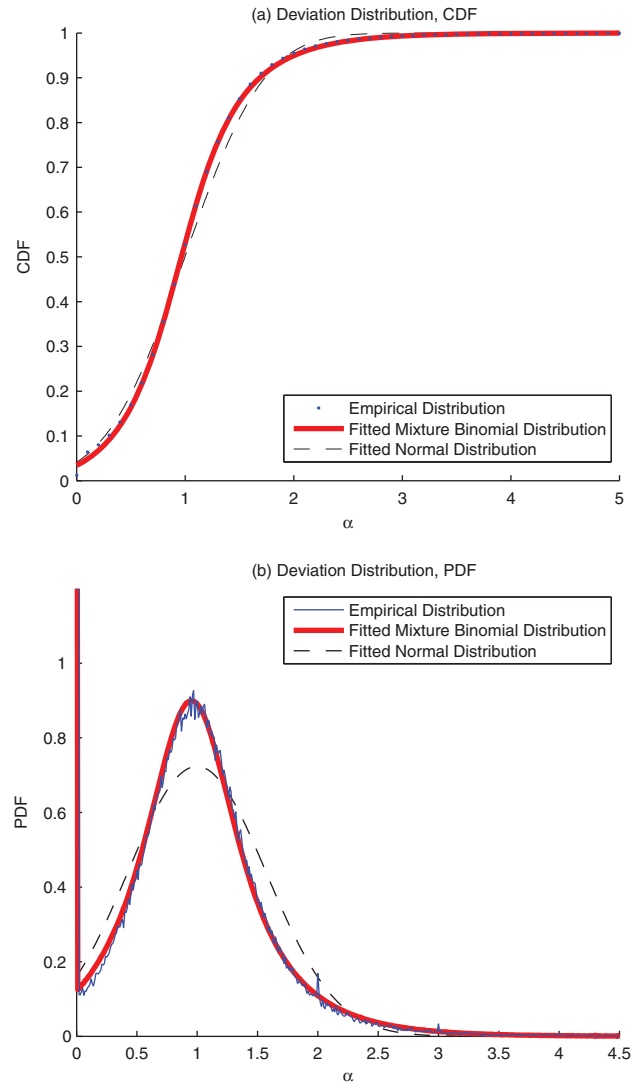 (a) Deviation Distribution, CDF
1
0.9
0.8
0.7
0.6
0.5
0.4
0.3
0.2
0.1
0
CDF
Empirical Distribution
Fitted Mixture Binomial Distribution
Fitted Normal Distribution
0 1 2 3 4 5
α
(b) Deviation Distribution, PDF
Empirical Distribution
Fitted Mixture Binomial Distribution
Fitted Normal Distribution
1
0.8
0.6
0.4
0.2
0
PDF
0 0.5 1 1.5 2 2.5 3 3.5 4 4.5
α